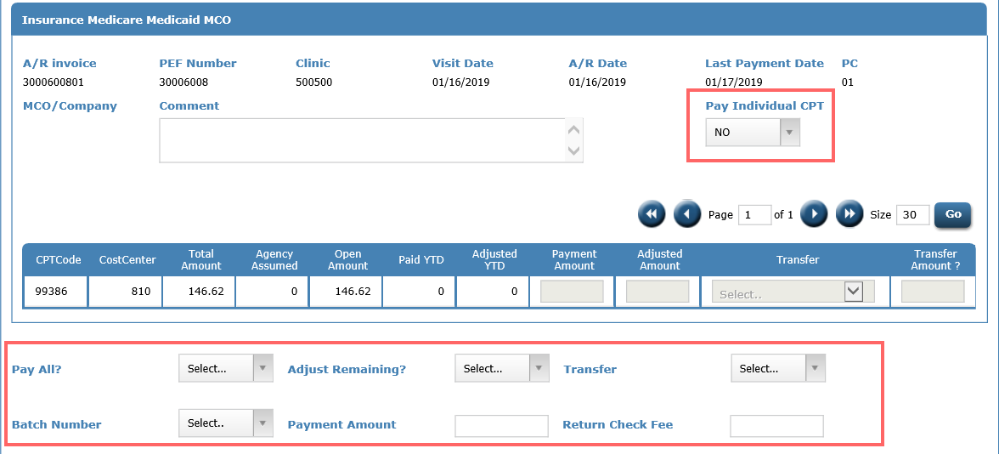 Insurance Medicare Medicaid MCO
A/R invoice PEF Number Clinic Visit Date A/R Date Last Payment Date PC
3000600801 30006008 500500 01/16/2019 01/16/2019 01/17/2019 01
MCO/Company Comment Pay Individual CPT
NO
Page 1 of 1 Size 30 Go
CPTCode CostCenter Total Amount Agency Assumed Open Amount Paid YTD Adjusted YTD Payment Amount Adjusted Amount Transfer Transfer Amount ?
99386 810 146.62 0 146.62 0 0 Select..
Pay All? Select... Adjust Remaining? Select... Transfer Select...
Batch Number Select.. Payment Amount Return Check Fee